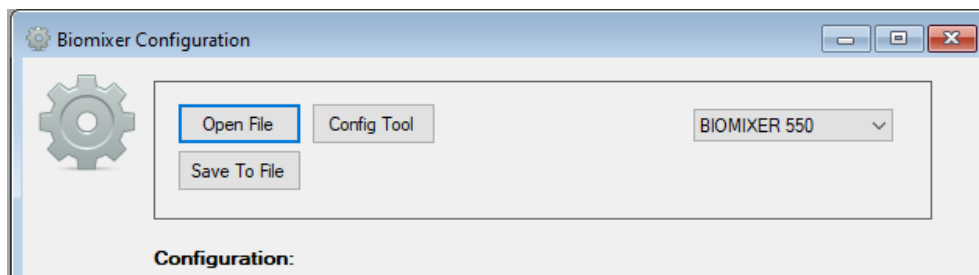 Biomixer Configuration
Open File
Config Tool
BIOMIXER 550
Save To File
Configuration: